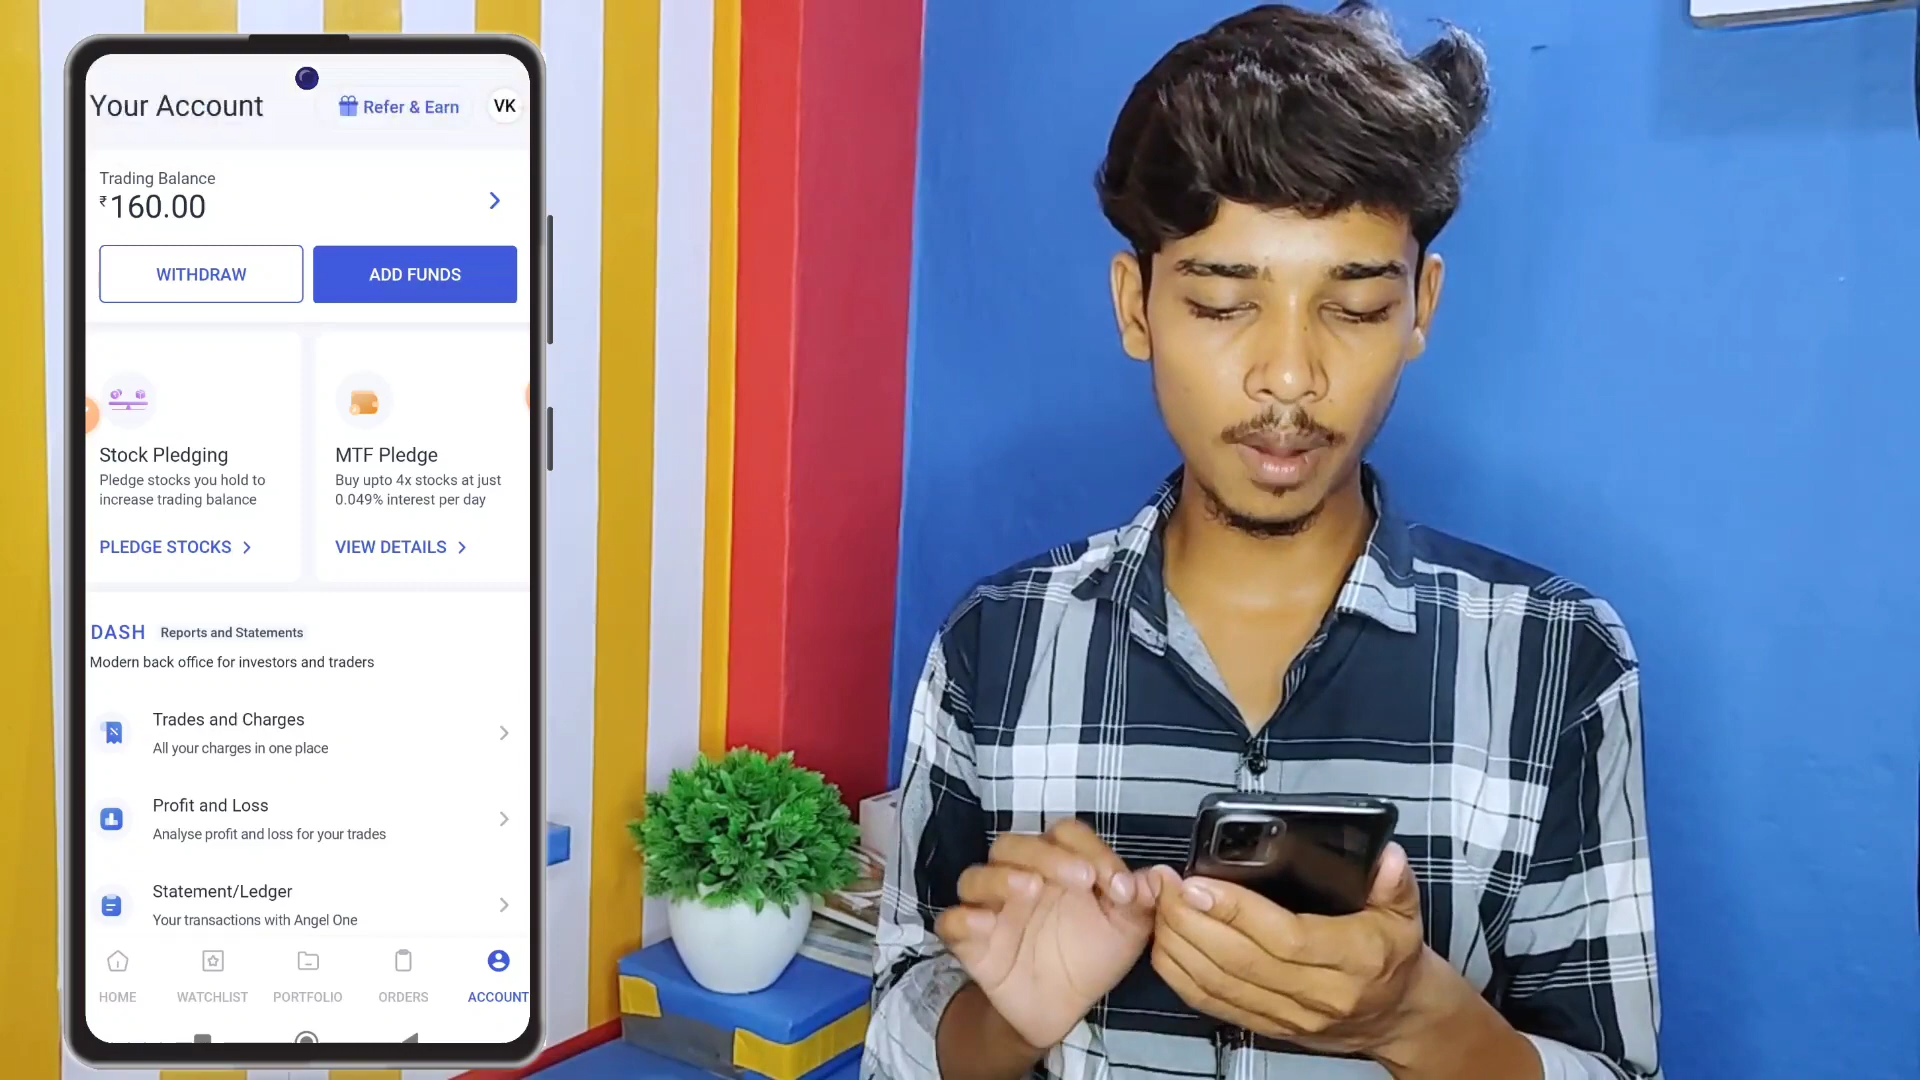 Your Account
Refer & Earn
VK
Trading Balance
₹160.00
WITHDRAW
ADD FUNDS
Stock Pledging
Pledge stocks you hold to
increase trading balance
PLEDGE STOCKS
MTF Pledge
Buy upto 4x stocks at just
0.049% interest per day
VIEW DETAILS
DASH Reports and Statements
Modern back office for investors and traders
Trades and Charges
All your charges in one place
Profit and Loss
Analyse profit and loss for your trades
Statement/Ledger
Your transactions with Angel One
HOME
WATCHLIST
PORTFOLIO
ORDERS
ACCOUNT